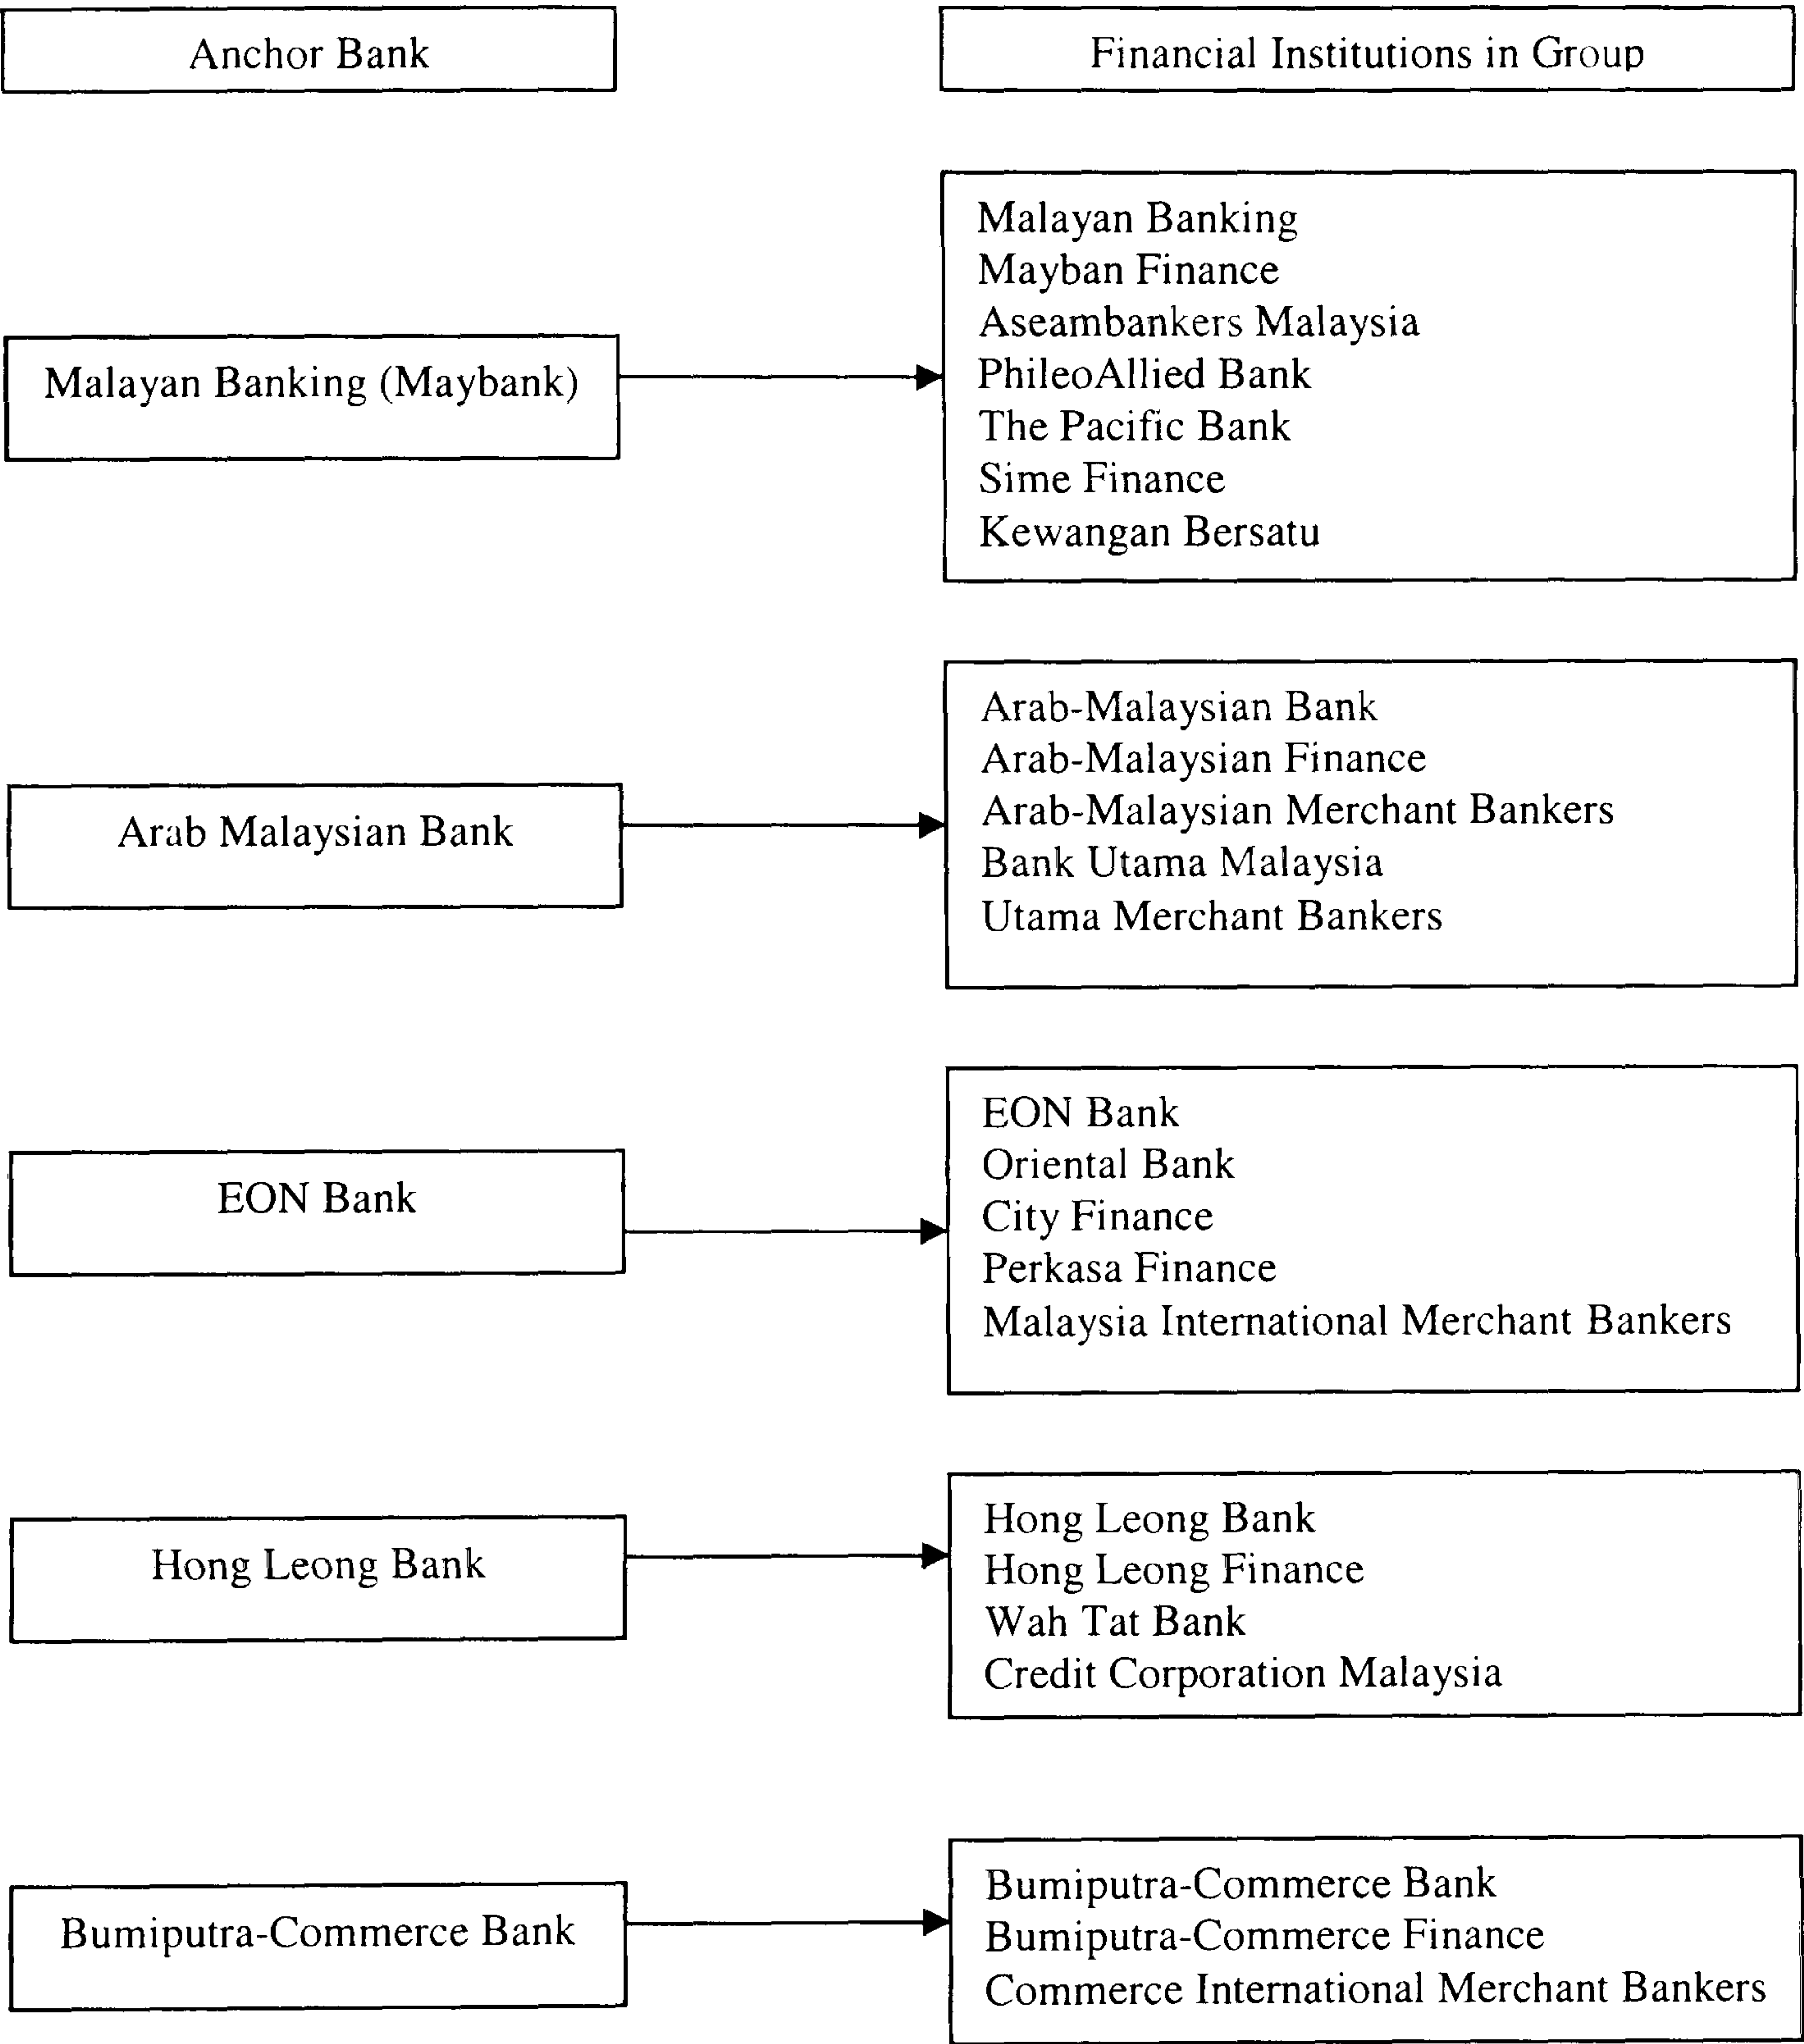 Anchor Bank
Financial Institutions in Group
Malayan Banking (Maybank)
Malayan Banking
Mayban Finance
Aseambankers Malaysia
PhileoAllied Bank
The Pacific Bank
Sime Finance
Kewangan Bersatu
Arab Malaysian Bank
Arab-Malaysian Bank
Arab-Malaysian Finance
Arab-Malaysian Merchant Bankers
Bank Utama Malaysia
Utama Merchant Bankers
EON Bank
EON Bank
Oriental Bank
City Finance
Perkasa Finance
Malaysia International Merchant Bankers
Hong Leong Bank
Hong Leong Bank
Hong Leong Finance
Wah Tat Bank
Credit Corporation Malaysia
Bumiputra-Commerce Bank
Bumiputra-Commerce Bank
Bumiputra-Commerce Finance
Commerce International Merchant Bankers